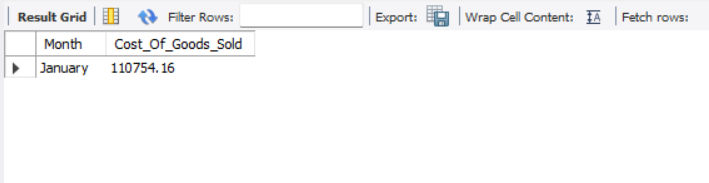 Result Grid Filter Rows: Export: Wrap Cell Content: Fetch rows:
Month Cost_Of_Goods_Sold
January 110754.16